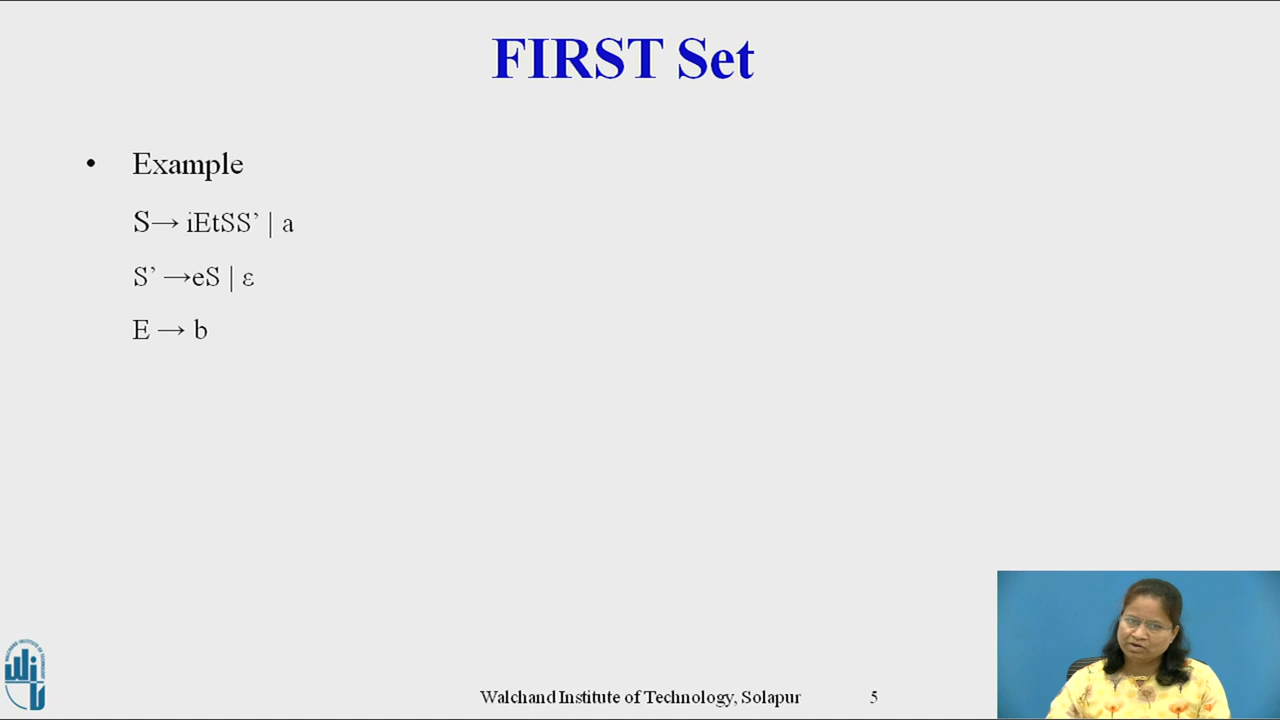 FIRST Set
• Example
S→ iEtSS’ | a
S’ →eS | ε
E → b
Walchand Institute of Technology, Solapur 5